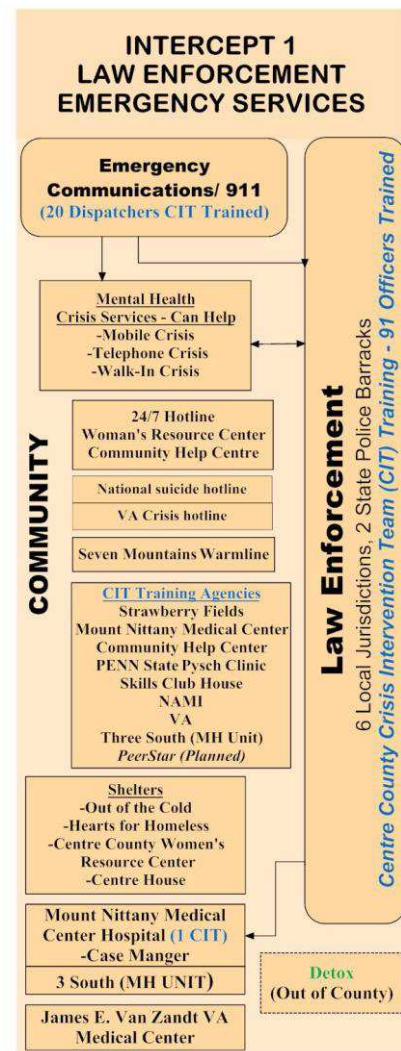 INTERCEPT 1
LAW ENFORCEMENT
EMERGENCY SERVICES
Emergency
Communications/ 911
(20 Dispatchers CIT Trained)
Mental Health
Crisis Services - Can Help
-Mobile Crisis
-Telephone Crisis
-Walk-In Crisis
24/7 Hotline
Woman's Resource Center
Community Help Centre
National suicide hotline
VA Crisis hotline
Seven Mountains Warmline
CIT Training Agencies
Strawberry Fields
Mount Nittany Medical Center
Community Help Center
PENN State Pysch Clinic
Skills Club House
NAMI
VA
Three South (MH Unit)
PeerStar (Planned)
Shelters
-Out of the Cold
-Hearts for Homeless
-Centre County Women's
Resource Center
-Centre House
Mount Nittany Medical
Center Hospital (1 CIT)
-Case Manger
3 South (MH UNIT)
James E. Van Zandt VA
Medical Center
COMMUNITY
Law Enforcement
6 Local Jurisdictions, 2 State Police Barracks
Centre County Crisis Intervention Team (CIT) Training - 91 Officers Trained
Detox
(Out of County)